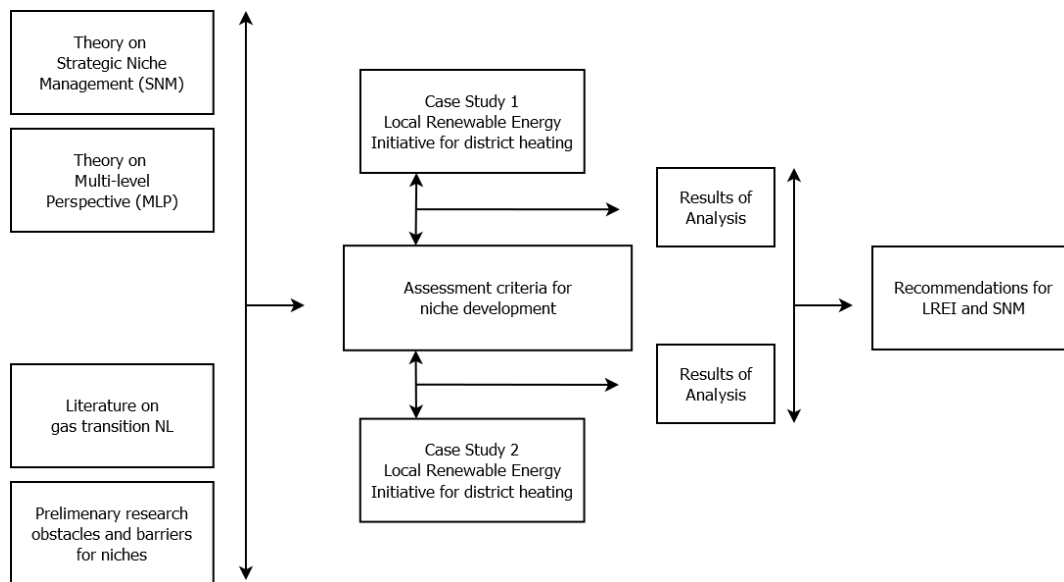 Theory on
Strategic Niche
Management (SNM)
Theory on
Multi-level
Perspective (MLP)
Literature on
gas transition NL
Prelimenary research
obstacles and barriers
for niches
Case Study 1
Local Renewable Energy
Initiative for district heating
Assessment criteria for
niche development
Case Study 2
Local Renewable Energy
Initiative for district heating
Results of
Analysis
Results of
Analysis
Recommendations for
LREI and SNM